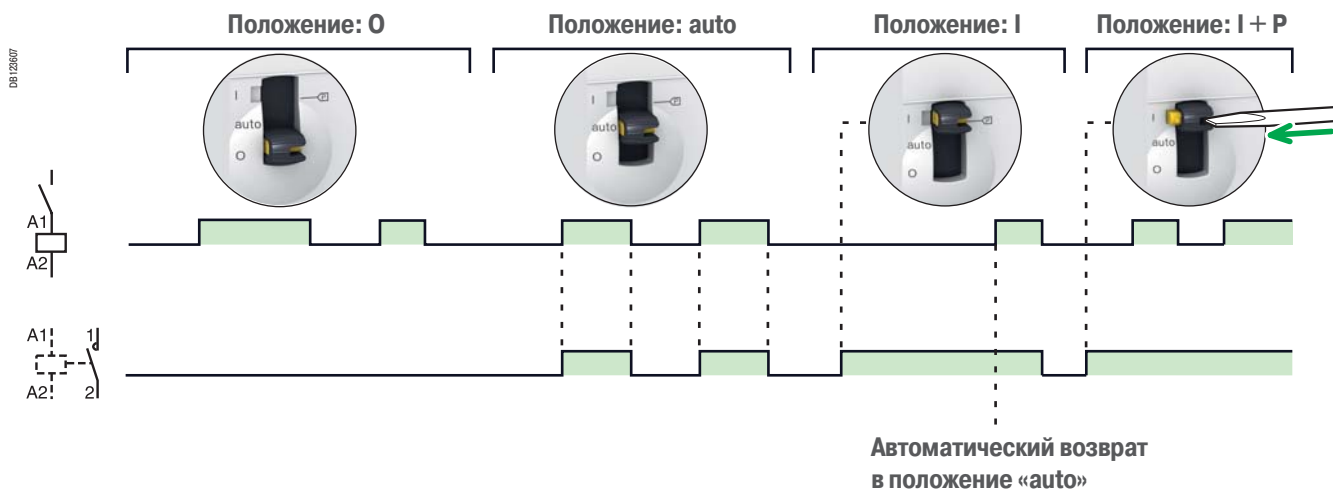 Положение: O
Положение: auto
Положение: I
Положение: I + P
DB123607
I
P
auto
O
I
P
auto
O
I
P
auto
O
I
auto
O
A1
A2
A1
1
A2
2
Автоматический возврат
в положение «auto»